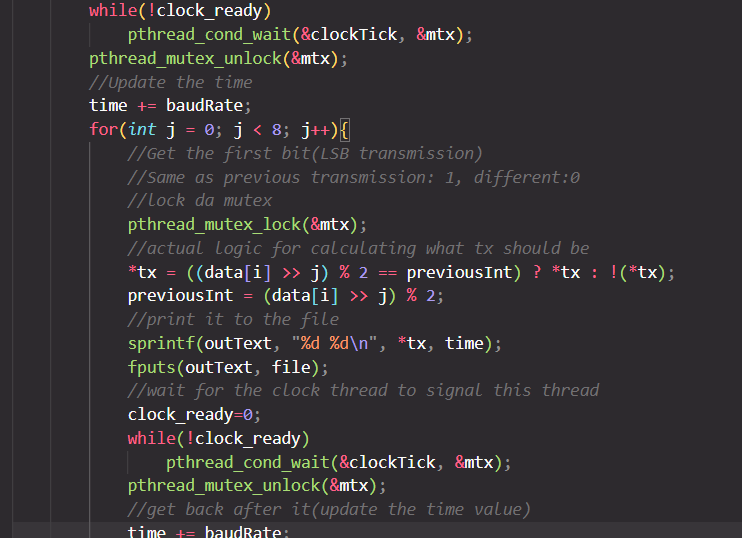 while(!clock_ready)
pthread_cond_wait(&clockTick, &mtx);
pthread_mutex_unlock(&mtx);
//Update the time
time += baudRate;
for(int j = 0; j < 8; j++){
//Get the first bit(LSB transmission)
//Same as previous transmission: 1, different:0
//lock da mutex
pthread_mutex_lock(&mtx);
//actual logic for calculating what tx should be
*tx = ((data[i] >> j) % 2 == previousInt) ? *tx : !(*tx);
previousInt = (data[i] >> j) % 2;
//print it to the file
sprintf(outText, "%d %d\n", *tx, time);
fputs(outText, file);
//wait for the clock thread to signal this thread
clock_ready=0;
while(!clock_ready)
pthread_cond_wait(&clockTick, &mtx);
pthread_mutex_unlock(&mtx);
//get back after it(update the time value)
time += baudRate;